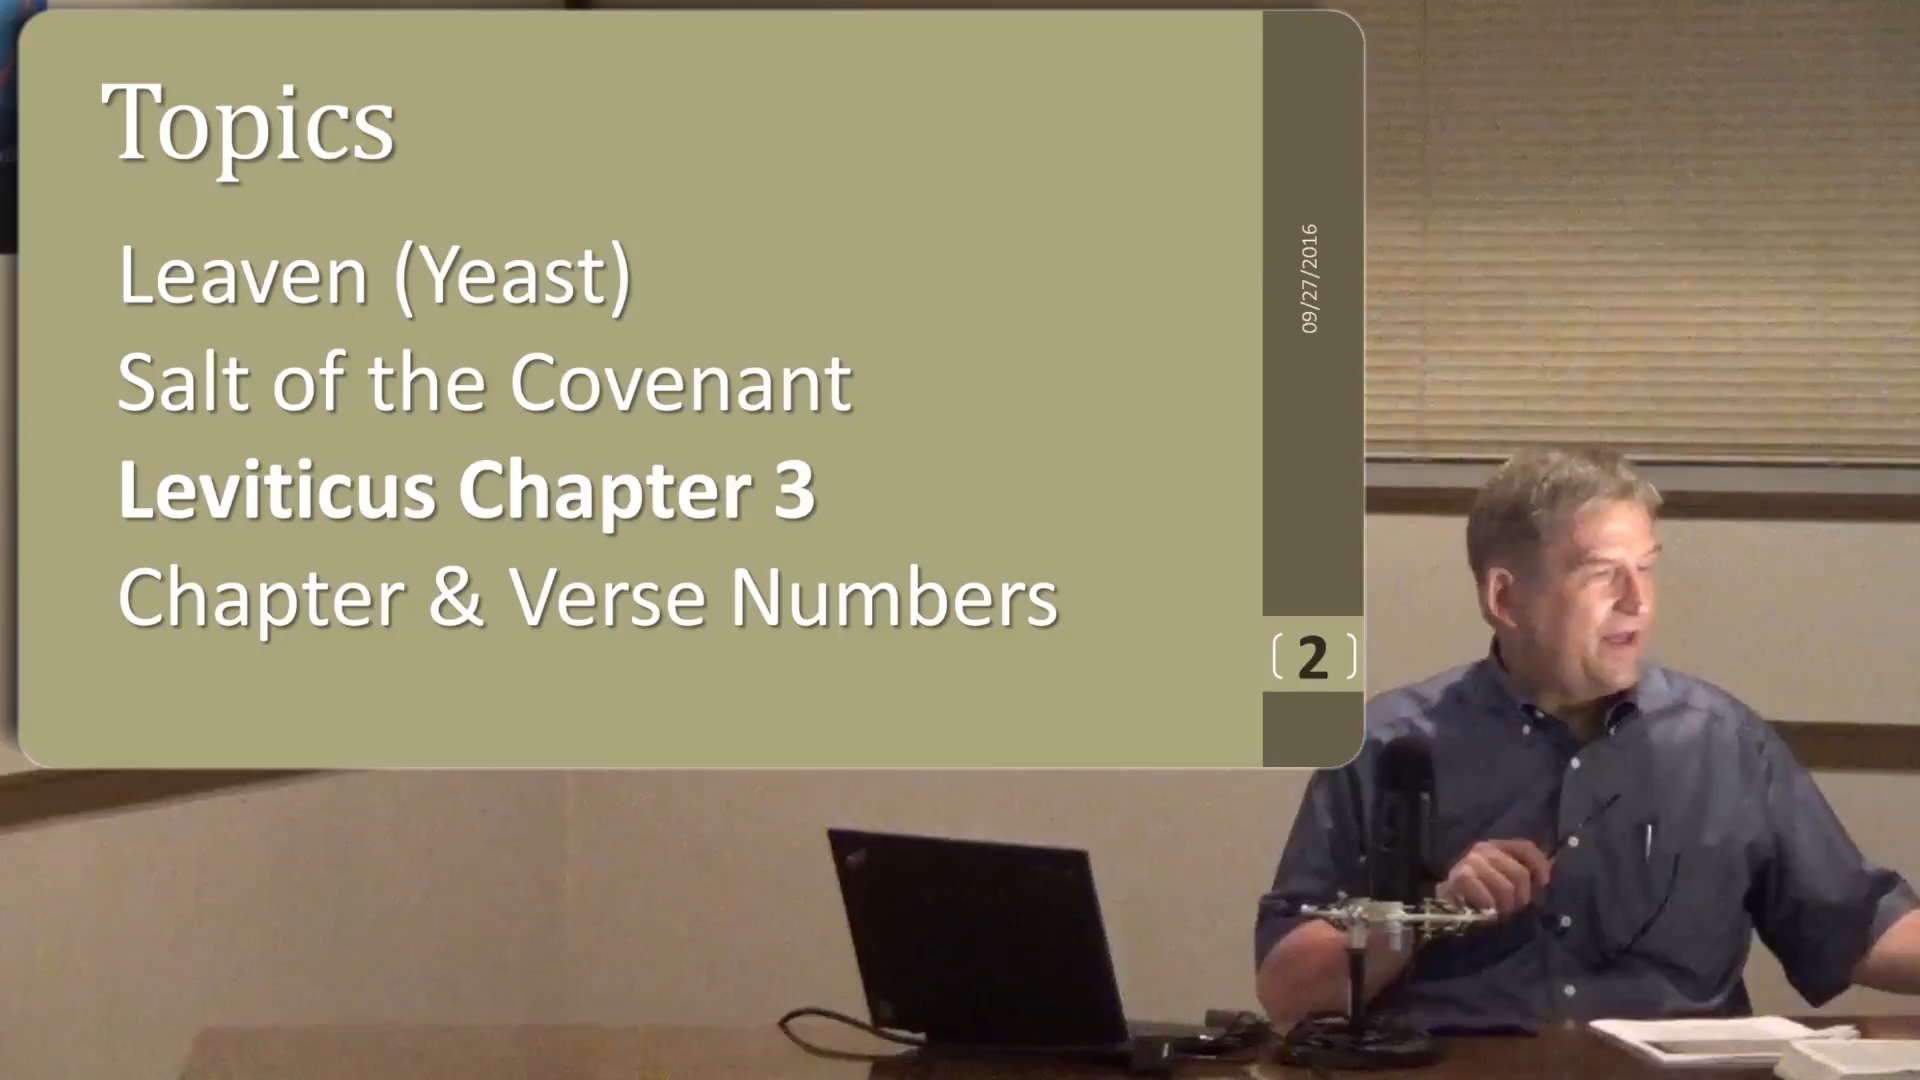 Topics
Leaven (Yeast)
Salt of the Covenant
Leviticus Chapter 3
Chapter & Verse Numbers
09/27/2016
2